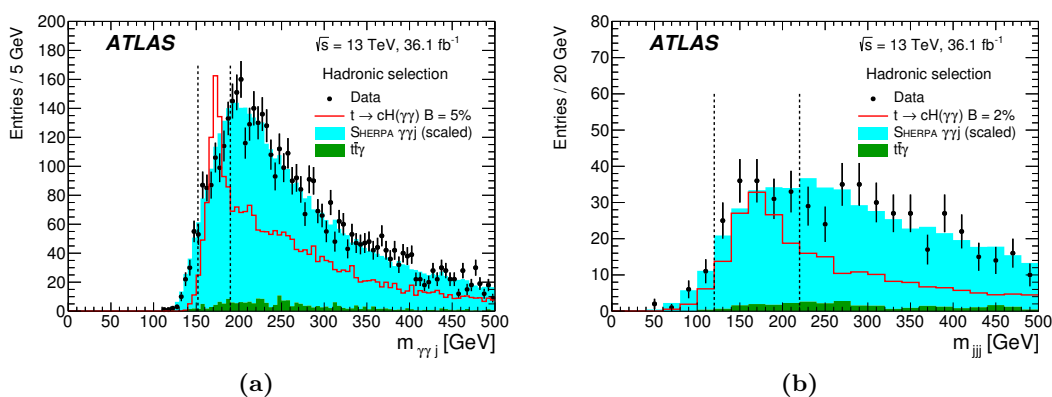 Entries / 5 GeV
200
180
160
140
120
100
80
60
40
20
0
ATLAS
√s = 13 TeV, 36.1 fb⁻¹
Hadronic selection
Data
t → cH(γγ) B = 5%
SHERPA γγj (scaled)
tt̄γ
0 50 100 150 200 250 300 350 400 450 500
m γγj [GeV]
(a)
Entries / 20 GeV
80
70
60
50
40
30
20
10
0
ATLAS
√s = 13 TeV, 36.1 fb⁻¹
Hadronic selection
Data
t → cH(γγ) B = 2%
SHERPA γγj (scaled)
tt̄γ
0 50 100 150 200 250 300 350 400 450 500
m jjj [GeV]
(b)